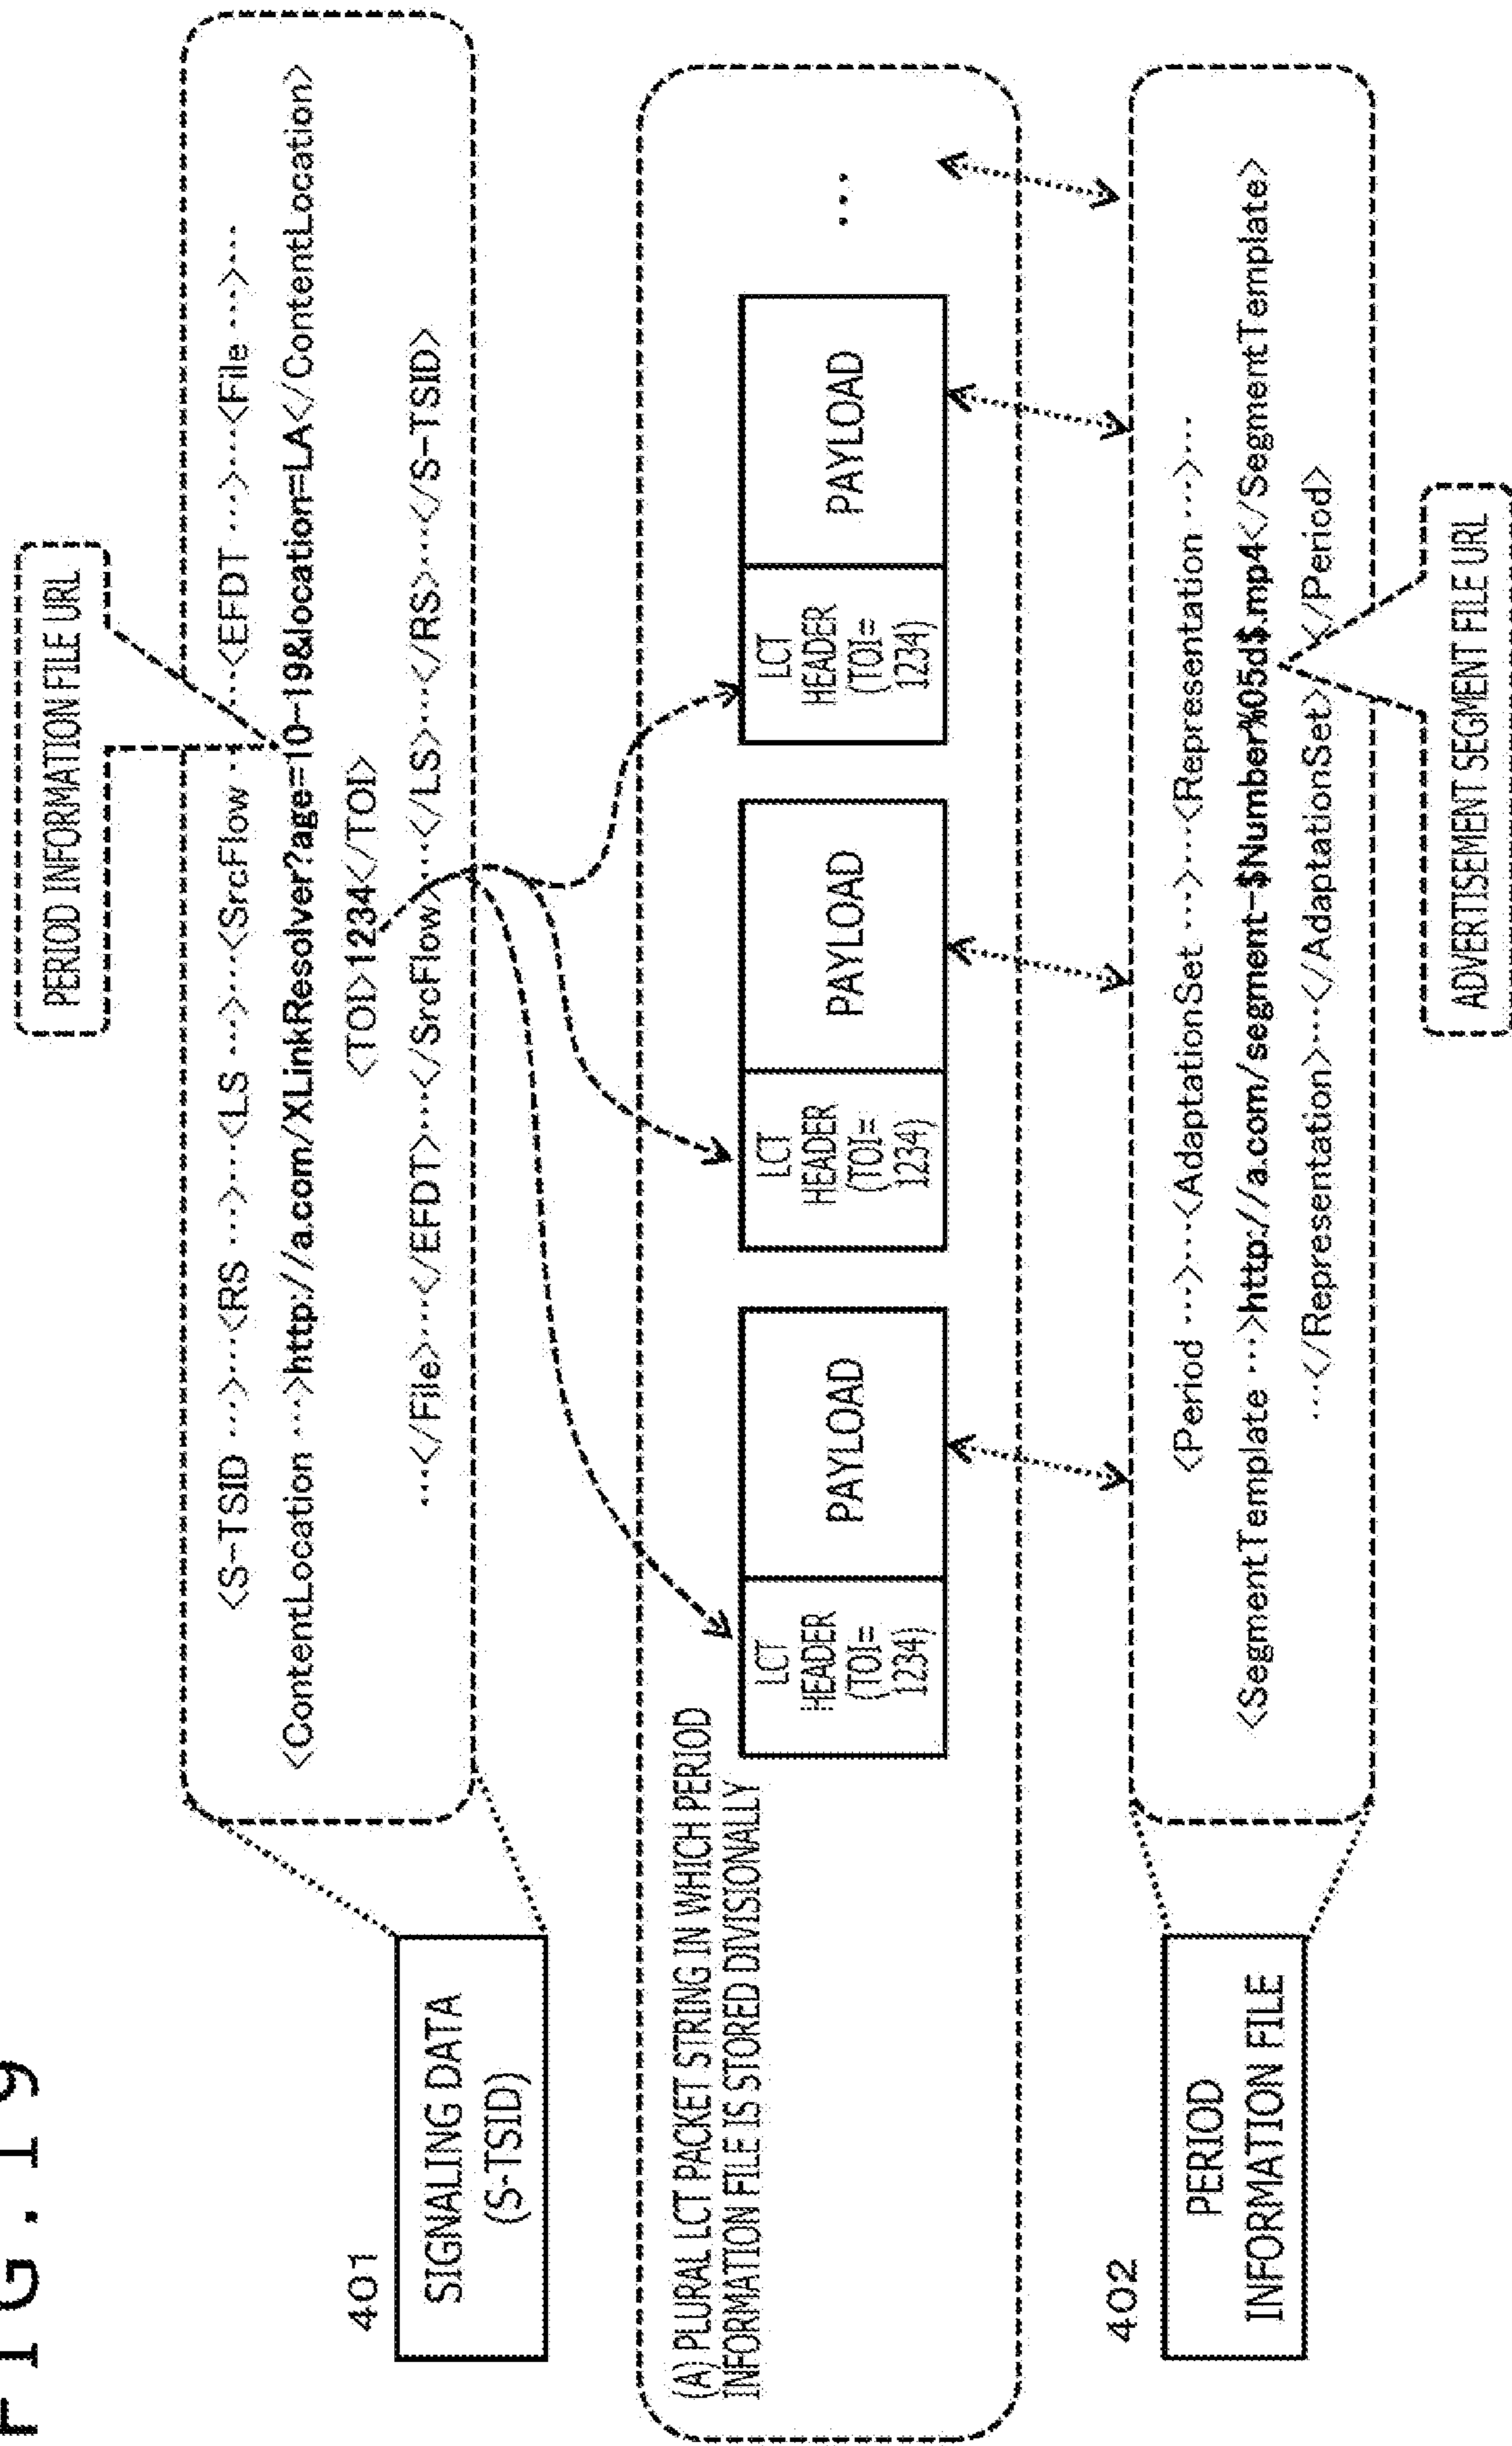 FIG. 19
PERIOD INFORMATION FILE URL
401
SIGNALING DATA
(S-TSID)
<S-TSID ···>···<RS ···>···<LS ···>···<SrcFlow ···>···<EFDT ···>···<File ···>···
<ContentLocation ···>http://a.com/XLinkResolver?age=10-19&location=LA</ContentLocation>
<TOI>1234</TOI>
···</File>···</EFDT>···</SrcFlow>···</LS>···</RS>···</S-TSID>
(A) PLURAL LCT PACKET STRING IN WHICH PERIOD
INFORMATION FILE IS STORED DIVISIONALLY
LCT
HEADER
(TOI=
1234)
PAYLOAD
LCT
HEADER
(TOI=
1234)
PAYLOAD
LCT
HEADER
(TOI=
1234)
PAYLOAD
···
402
PERIOD
INFORMATION FILE
<Period ···>···<AdaptationSet ···>···<Representation ···>···
<SegmentTemplate ···>http://a.com/segment-$Number%05d$.mp4</SegmentTemplate>
···</Representation>···</AdaptationSet></Period>
ADVERTISEMENT SEGMENT FILE URL